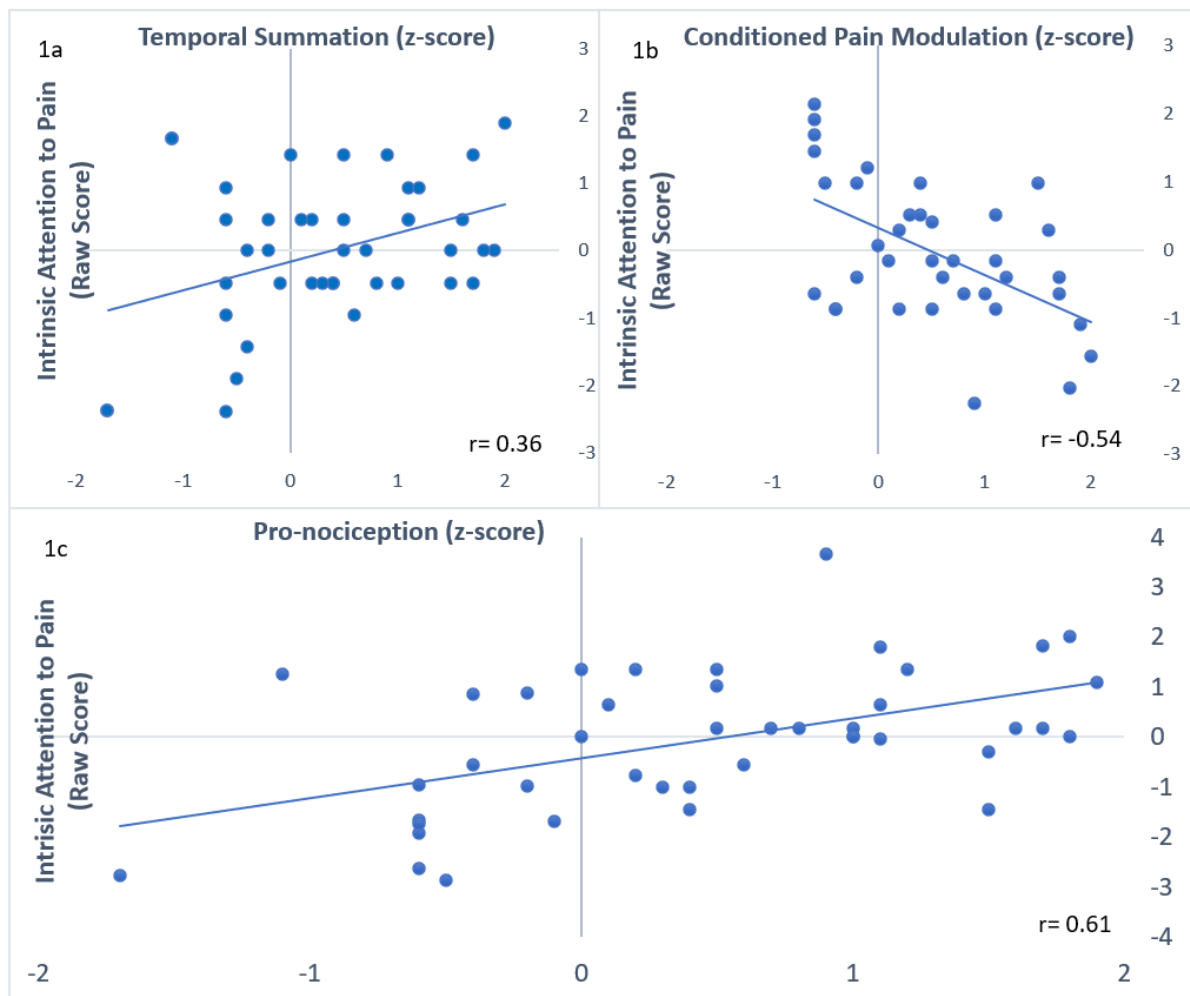 1a
Temporal Summation (z-score)
Intrinsic Attention to Pain
(Raw Score)
3
2
1
0
-1
-2
-3
r= 0.36
-2
-1
0
1
2
1b
Conditioned Pain Modulation (z-score)
Intrinsic Attention to Pain
(Raw Score)
3
2
1
0
-1
-2
-3
r= -0.54
-2
-1
0
1
2
1c
Pro-nociception (z-score)
Intrisic Attention to Pain
(Raw Score)
4
3
2
1
0
-1
-2
-3
-4
r= 0.61
-2
-1
0
1
2